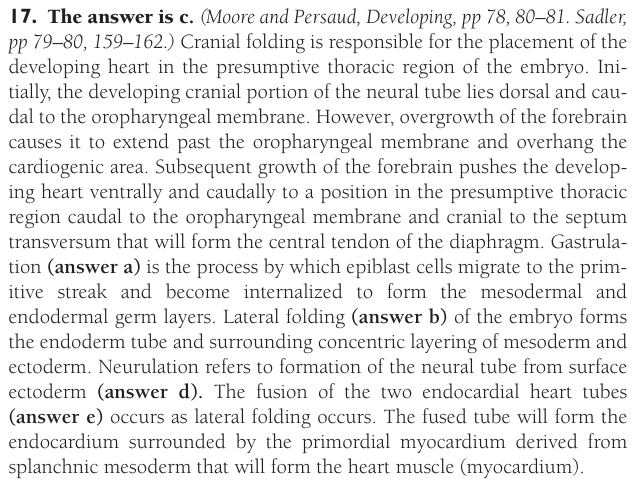 17. The answer is c. (Moore and Persaud, Developing, pp 78, 80–81. Sadler,
pp 79–80, 159–162.) Cranial folding is responsible for the placement of the
developing heart in the presumptive thoracic region of the embryo. Ini-
tially, the developing cranial portion of the neural tube lies dorsal and cau-
dal to the oropharyngeal membrane. However, overgrowth of the forebrain
causes it to extend past the oropharyngeal membrane and overhang the
cardiogenic area. Subsequent growth of the forebrain pushes the develop-
ing heart ventrally and caudally to a position in the presumptive thoracic
region caudal to the oropharyngeal membrane and cranial to the septum
transversum that will form the central tendon of the diaphragm. Gastrula-
tion (answer a) is the process by which epiblast cells migrate to the prim-
itive streak and become internalized to form the mesodermal and
endodermal germ layers. Lateral folding (answer b) of the embryo forms
the endoderm tube and surrounding concentric layering of mesoderm and
ectoderm. Neurulation refers to formation of the neural tube from surface
ectoderm (answer d). The fusion of the two endocardial heart tubes
(answer e) occurs as lateral folding occurs. The fused tube will form the
endocardium surrounded by the primordial myocardium derived from
splanchnic mesoderm that will form the heart muscle (myocardium).